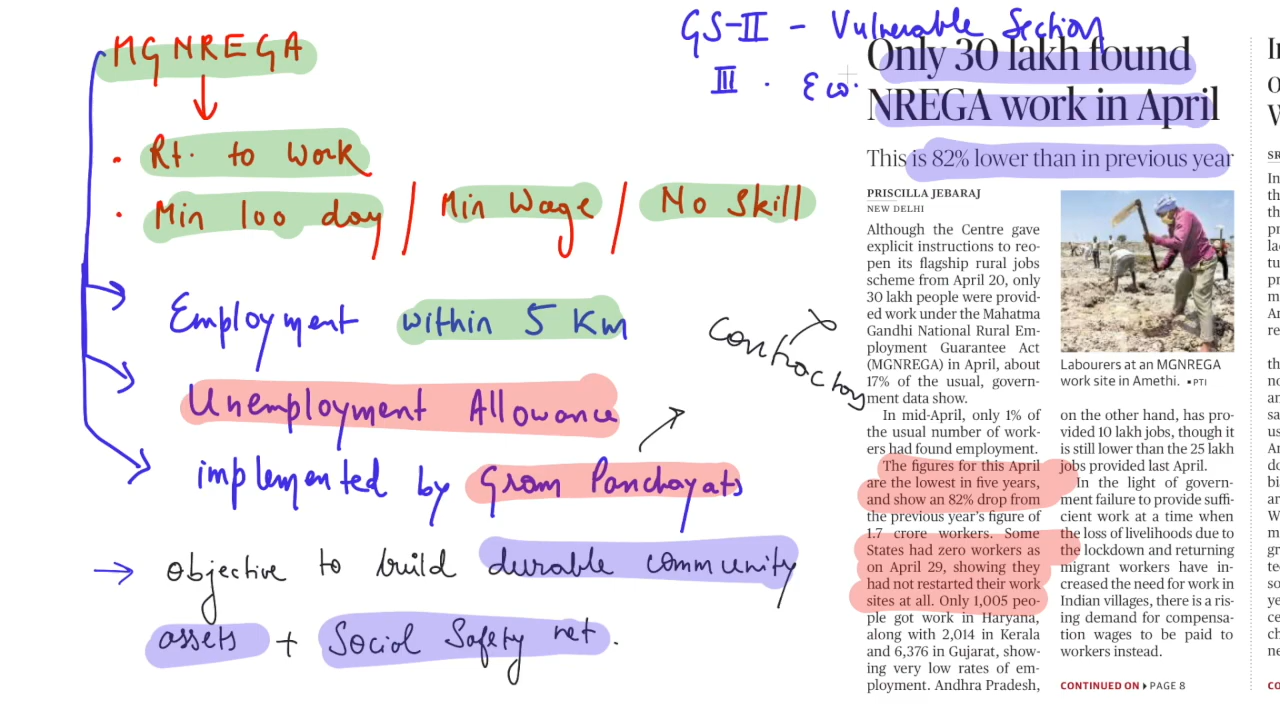 GS-II - Vulnerable Section
III . Eco.
MGNREGA
. Rt. to work
. Min 100 day / Min Wage / No Skill
Employment within 5 Km
Unemployment Allowance
implemented by Gram Panchayats
contractors
→ objective to build durable community
assets + Social Safety net.
Only 30 lakh found
NREGA work in April
This is 82% lower than in previous year
PRISCILLA JEBARAJ
NEW DELHI
Although the Centre gave
explicit instructions to reo-
pen its flagship rural jobs
scheme from April 20, only
30 lakh people were provid-
ed work under the Mahatma
Gandhi National Rural Em-
ployment Guarantee Act
(MGNREGA) in April, about
17% of the usual, govern-
ment data show.
In mid-April, only 1% of
the usual number of work-
ers had found employment.
The figures for this April
are the lowest in five years,
and show an 82% drop from
the previous year's figure of
1.7 crore workers. Some
States had zero workers as
on April 29, showing they
had not restarted their work
sites at all. Only 1,005 peo-
ple got work in Haryana,
along with 2,014 in Kerala
and 6,376 in Gujarat, show-
ing very low rates of em-
ployment. Andhra Pradesh,
Labourers at an MGNREGA
work site in Amethi. •PTI
on the other hand, has pro-
vided 10 lakh jobs, though it
is still lower than the 25 lakh
jobs provided last April.
In the light of govern-
ment failure to provide suffi-
cient work at a time when
the loss of livelihoods due to
the lockdown and returning
migrant workers have in-
creased the need for work in
Indian villages, there is a ris-
ing demand for compensa-
tion wages to be paid to
workers instead.
CONTINUED ON ▸ PAGE 8